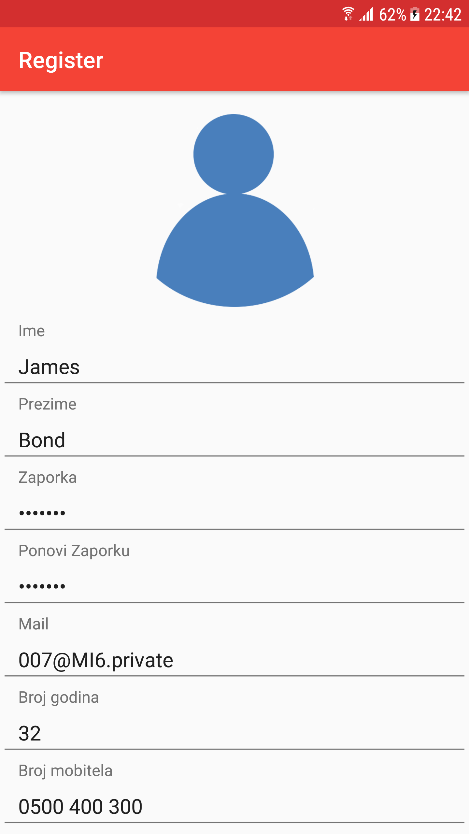 62% 22:42
Register
Ime
James
Prezime
Bond
Zaporka
•••••••
Ponovi Zaporku
•••••••
Mail
007@MI6.private
Broj godina
32
Broj mobitela
0500 400 300